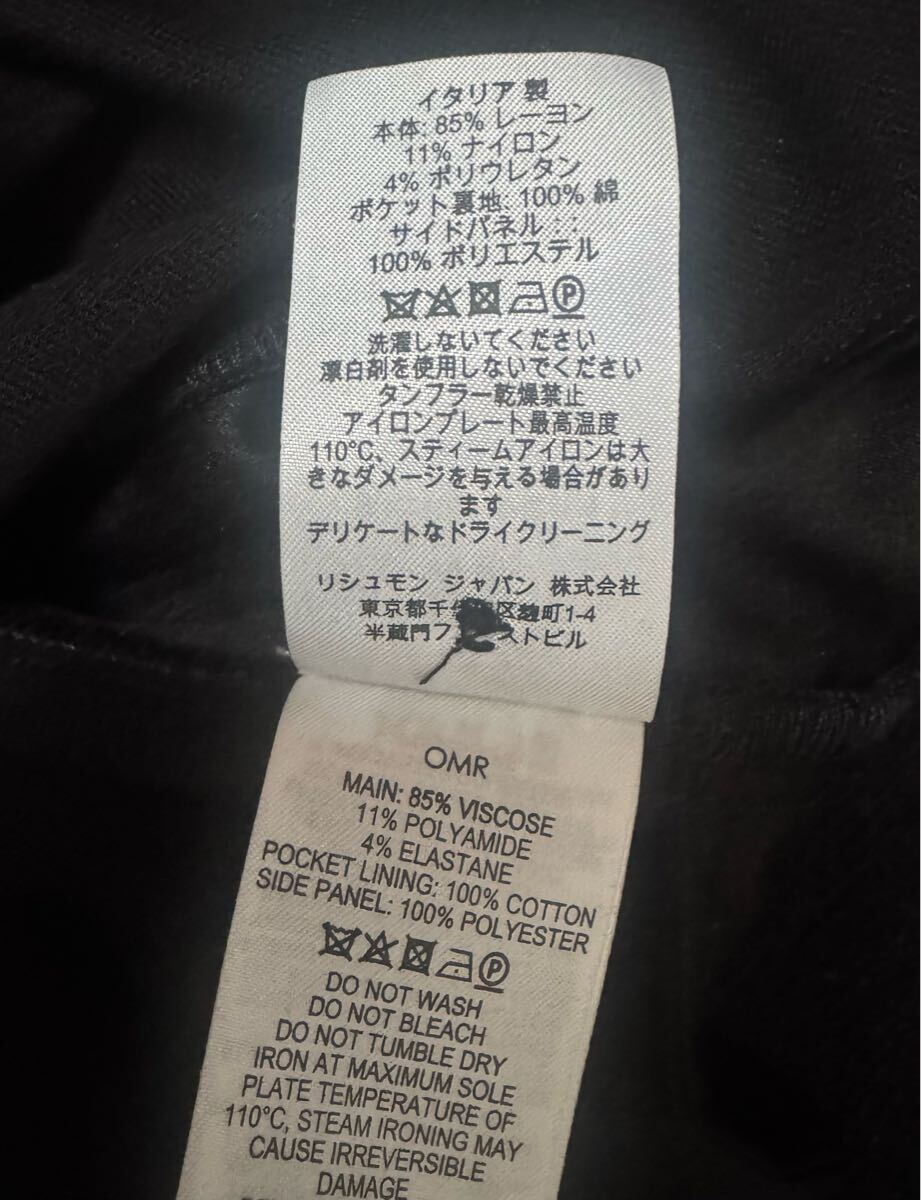 イタリア 製
本体: 85% レーヨン
11% ナイロン
4% ポリウレタン
ポケット裏地: 100% 綿
サイドパネル : :
100% ポリエステル
P
洗濯しないてください
漂白剤を使用しないでください
タンフラー乾燥禁止
アイロンプレート最高温度
110°C、スティームアイロンは大
きなダメージを与える場合があり
ます
デリケートなドライクリーニング
リシュモン ジャパン 株式会社
東京都千 区麹町1-4
半蔵門フ ストビル
OMR
MAIN: 85% VISCOSE
11% POLYAMIDE
4% ELASTANE
POCKET LINING: 100% COTTON
SIDE PANEL: 100% POLYESTER
P
DO NOT WASH
DO NOT BLEACH
DO NOT TUMBLE DRY
IRON AT MAXIMUM SOLE
PLATE TEMPERATURE OF
110°C, STEAM IRONING MAY
CAUSE IRREVERSIBLE
DAMAGE